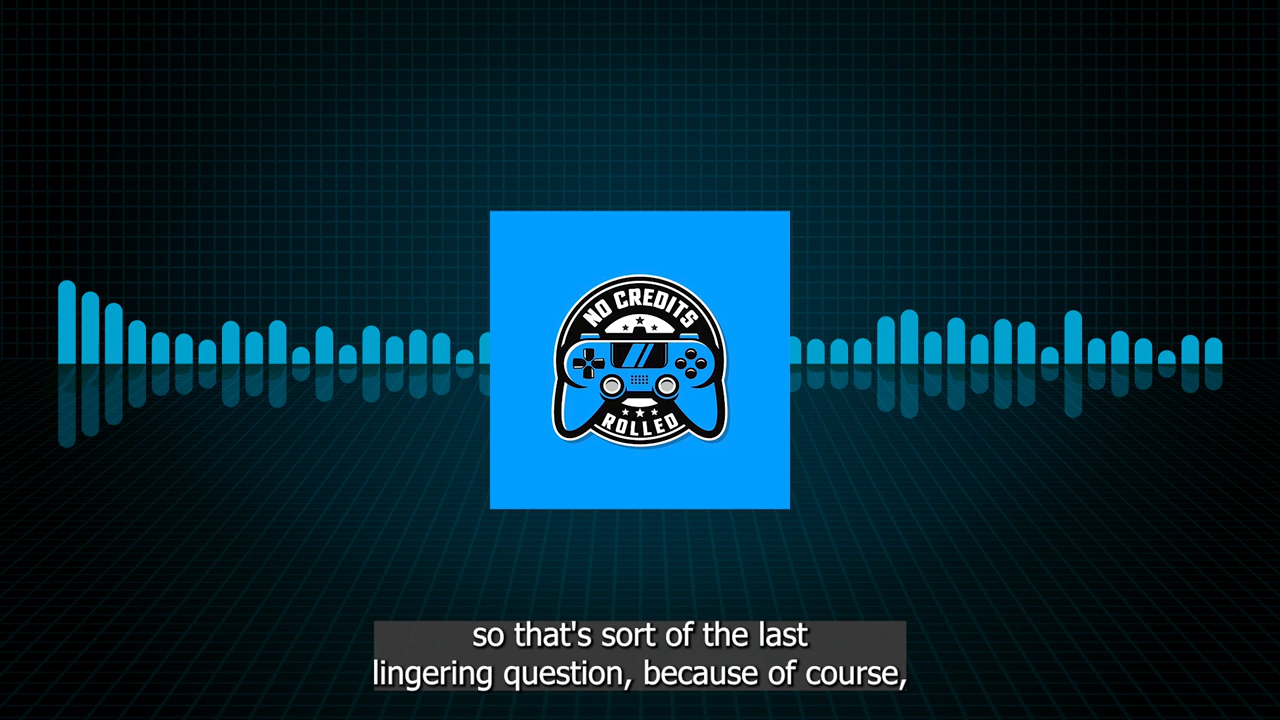 NO CREDITS
ROLLED
so that's sort of the last
lingering question, because of course,